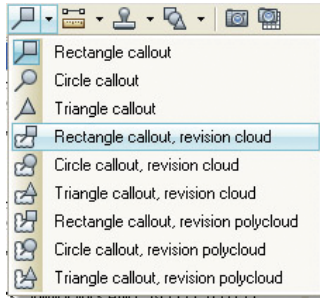 Rectangle callout
Circle callout
Triangle callout
Rectangle callout, revision cloud
Circle callout, revision cloud
Triangle callout, revision cloud
Rectangle callout, revision polycloud
Circle callout, revision polycloud
Triangle callout, revision polycloud